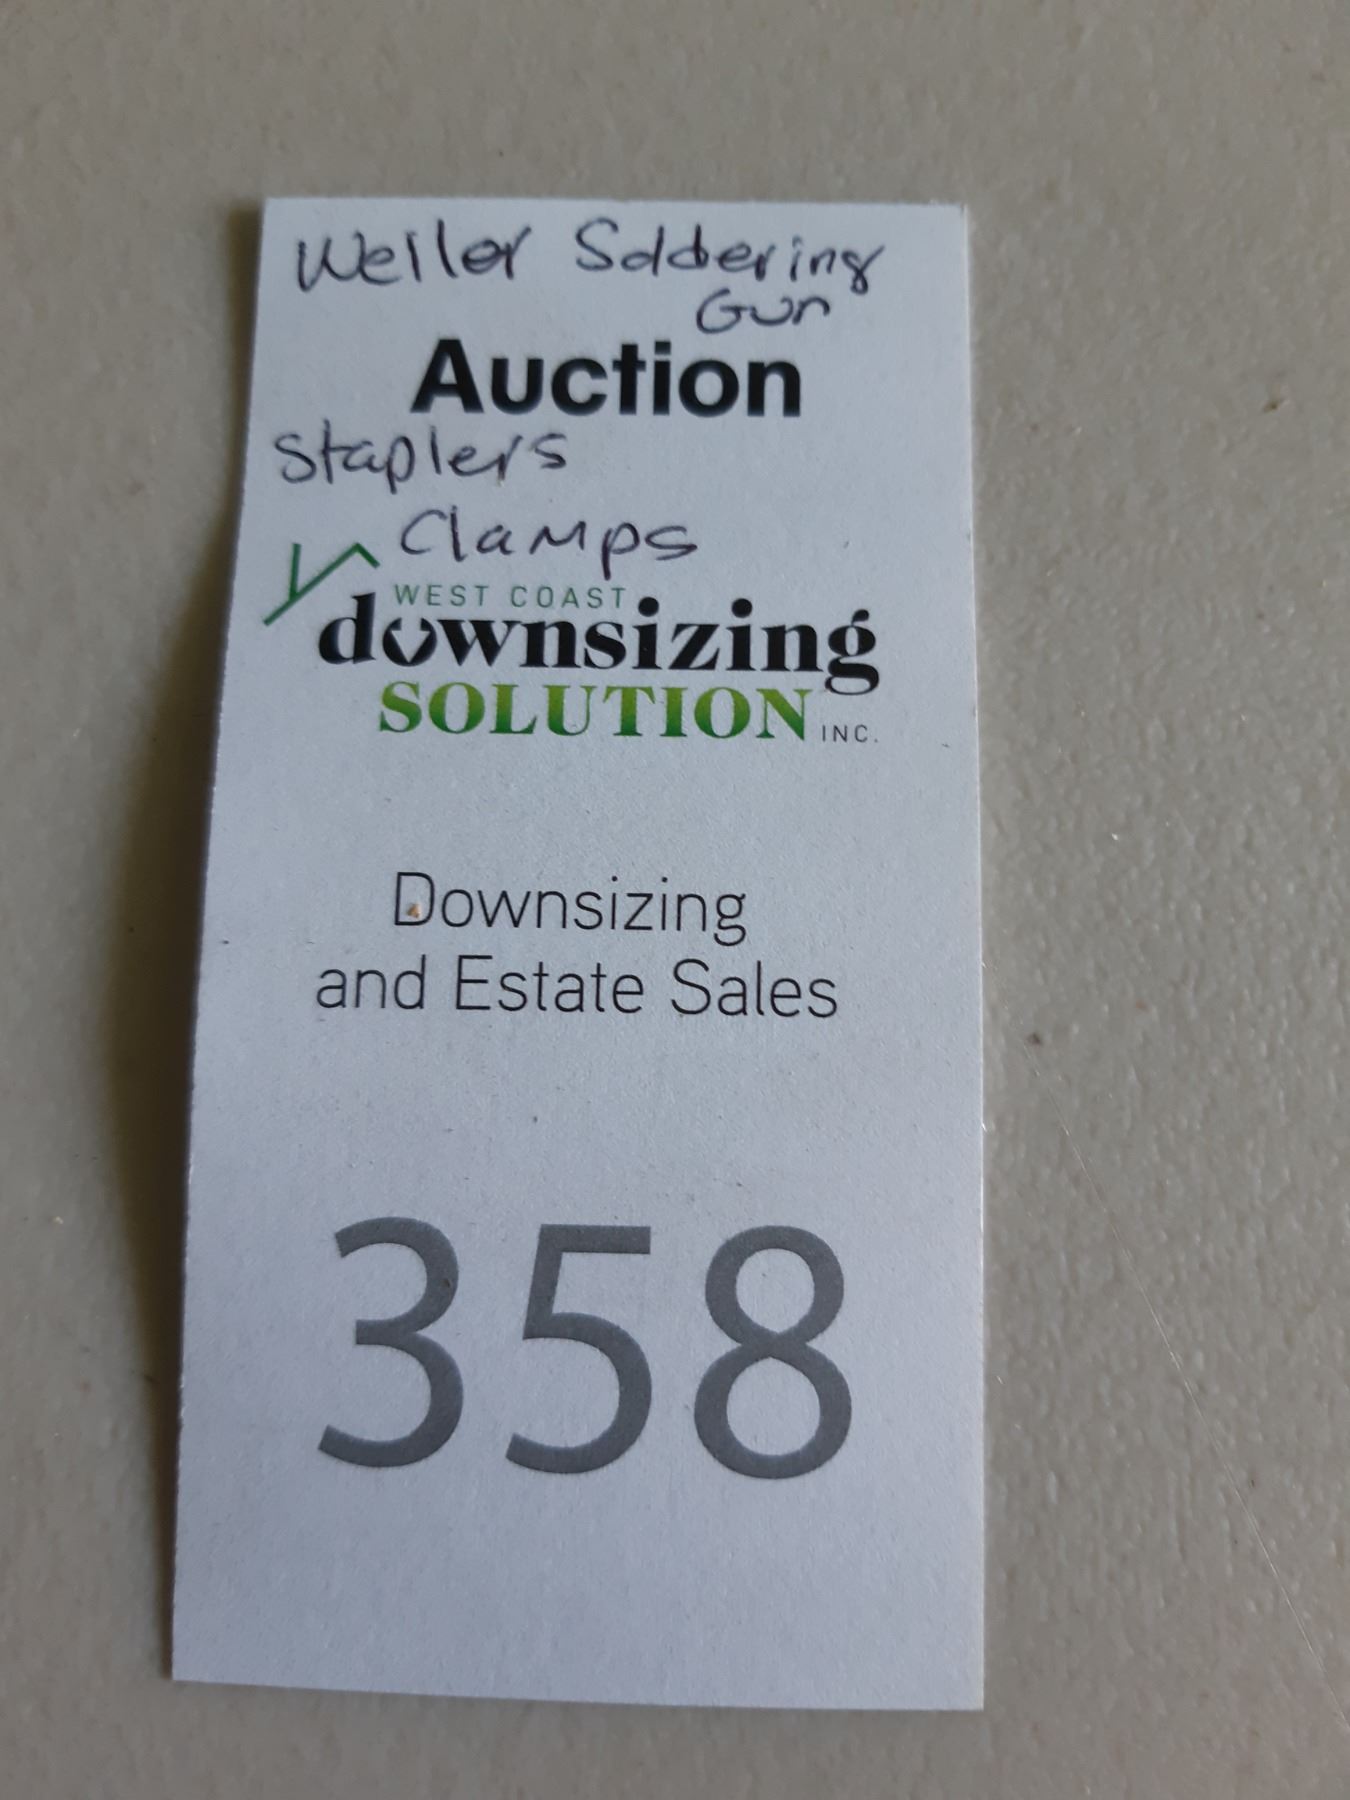 Weller Soldering
Gun
Auction
Staplers
Clamps
WEST COAST
downsizing
SOLUTION INC.
Downsizing
and Estate Sales
358